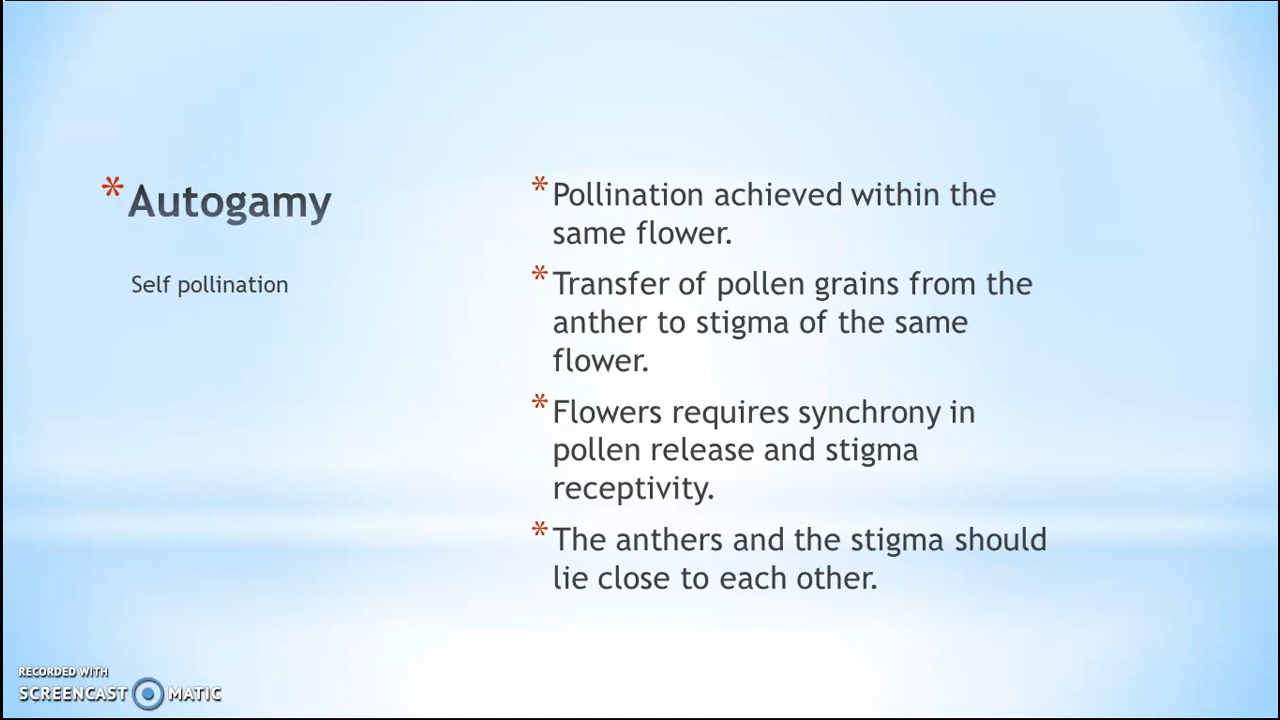 * Autogamy
Self pollination
* Pollination achieved within the
same flower.
* Transfer of pollen grains from the
anther to stigma of the same
flower.
* Flowers requires synchrony in
pollen release and stigma
receptivity.
* The anthers and the stigma should
lie close to each other.
RECORDED WITH
SCREENCAST MATIC